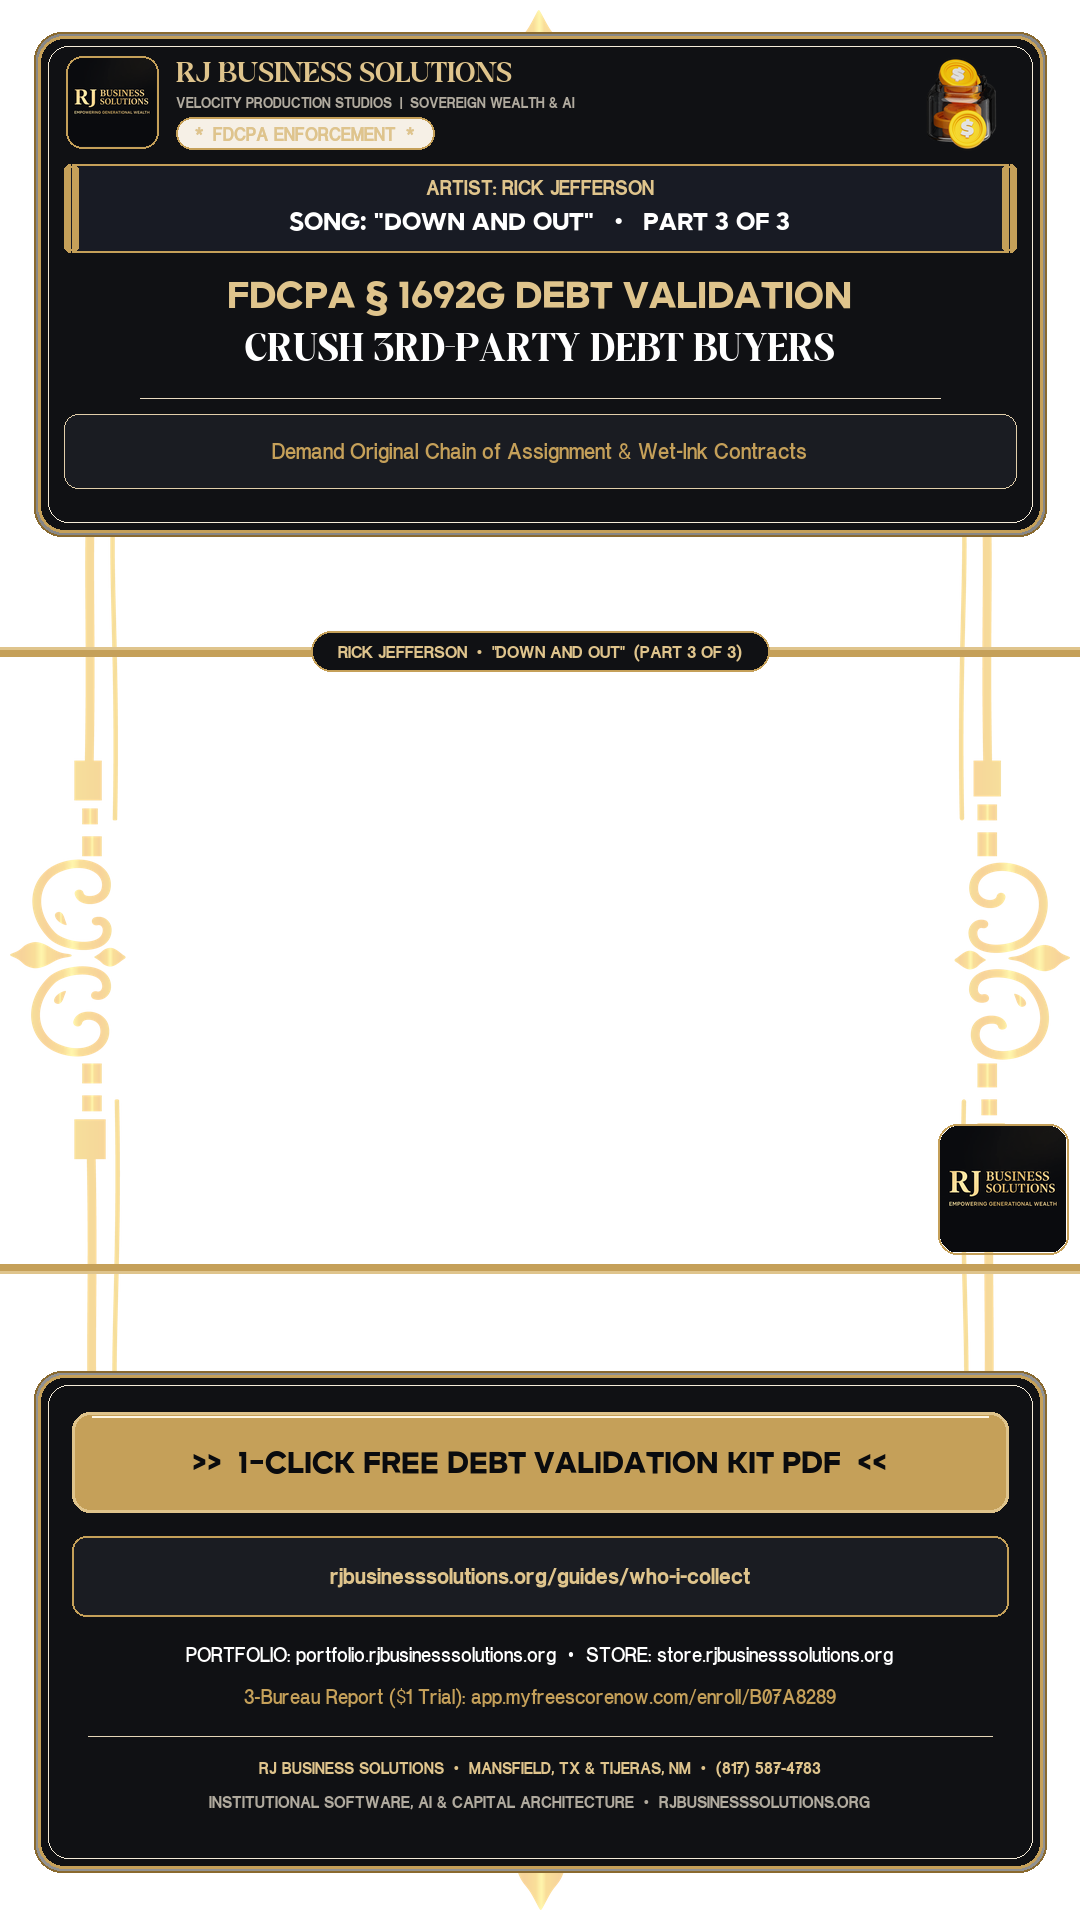 RJ BUSINESS SOLUTIONS
RJ BUSINESS SOLUTIONS
EMPOWERING GENERATIONAL WEALTH
VELOCITY PRODUCTION STUDIOS | SOVEREIGN WEALTH & AI
* FDCPA ENFORCEMENT *
ARTIST: RICK JEFFERSON
SONG: "DOWN AND OUT" • PART 3 OF 3
FDCPA § 1692G DEBT VALIDATION
CRUSH 3RD-PARTY DEBT BUYERS
Demand Original Chain of Assignment & Wet-Ink Contracts
RICK JEFFERSON • "DOWN AND OUT" (PART 3 OF 3)
RJ BUSINESS SOLUTIONS
EMPOWERING GENERATIONAL WEALTH
>> 1-CLICK FREE DEBT VALIDATION KIT PDF <<
rjbusinesssolutions.org/guides/who-i-collect
PORTFOLIO: portfolio.rjbusinesssolutions.org • STORE: store.rjbusinesssolutions.org
3-Bureau Report ($1 Trial): app.myfreescorenow.com/enroll/B07A8289
RJ BUSINESS SOLUTIONS • MANSFIELD, TX & TIJERAS, NM • (817) 587-4783
INSTITUTIONAL SOFTWARE, AI & CAPITAL ARCHITECTURE • RJBUSINESSSOLUTIONS.ORG